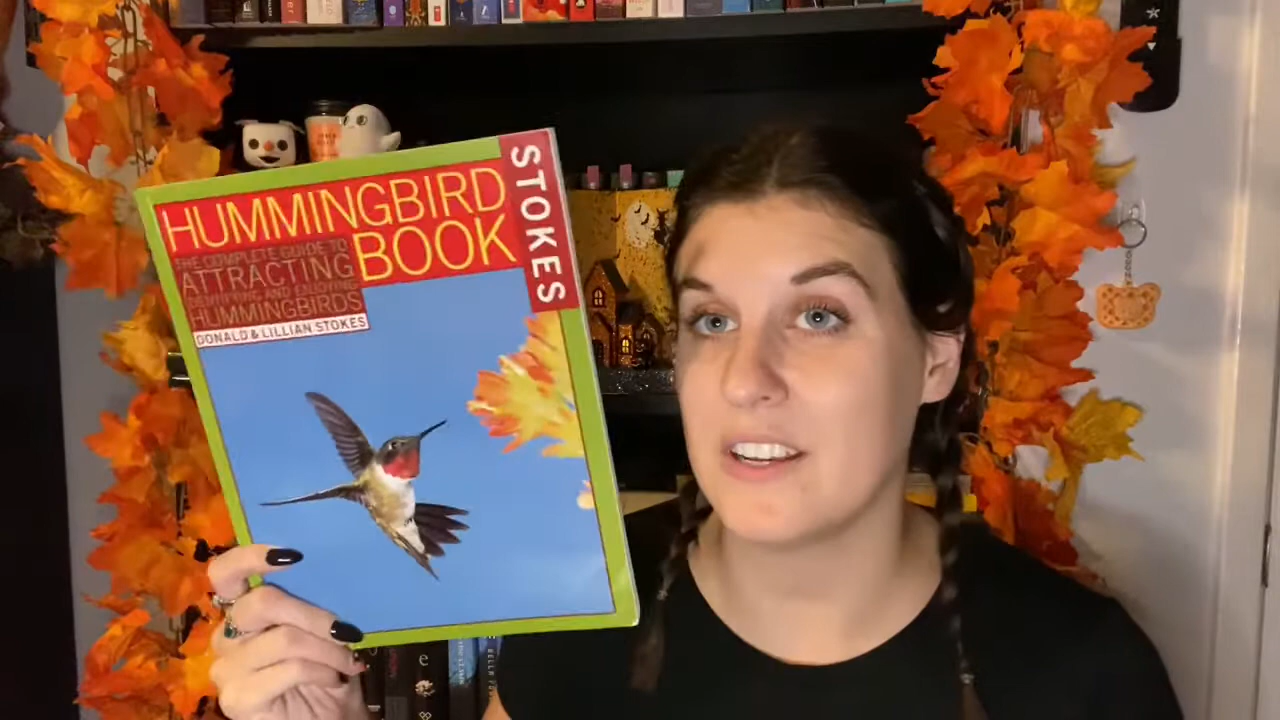 HUMMINGBIRD
BOOK
STOKES
THE COMPLETE GUIDE TO
ATTRACTING
IDENTIFYING AND ENJOYING
HUMMINGBIRDS
DONALD & LILLIAN STOKES